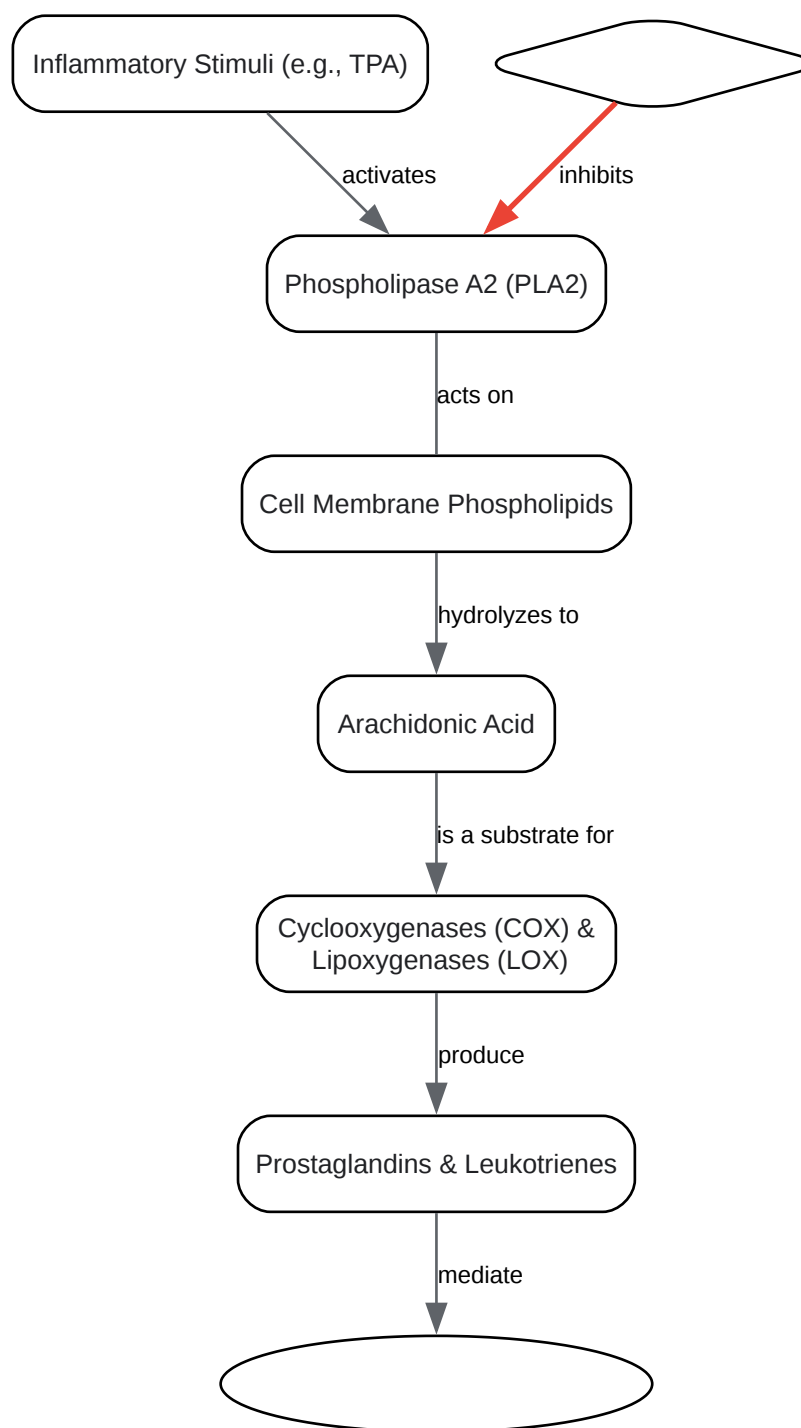 Inflammatory Stimuli (e.g., TPA)
activates
inhibits
Phospholipase A2 (PLA2)
acts on
Cell Membrane Phospholipids
hydrolyzes to
Arachidonic Acid
is a substrate for
Cyclooxygenases (COX) &
Lipoxygenases (LOX)
produce
Prostaglandins & Leukotrienes
mediate